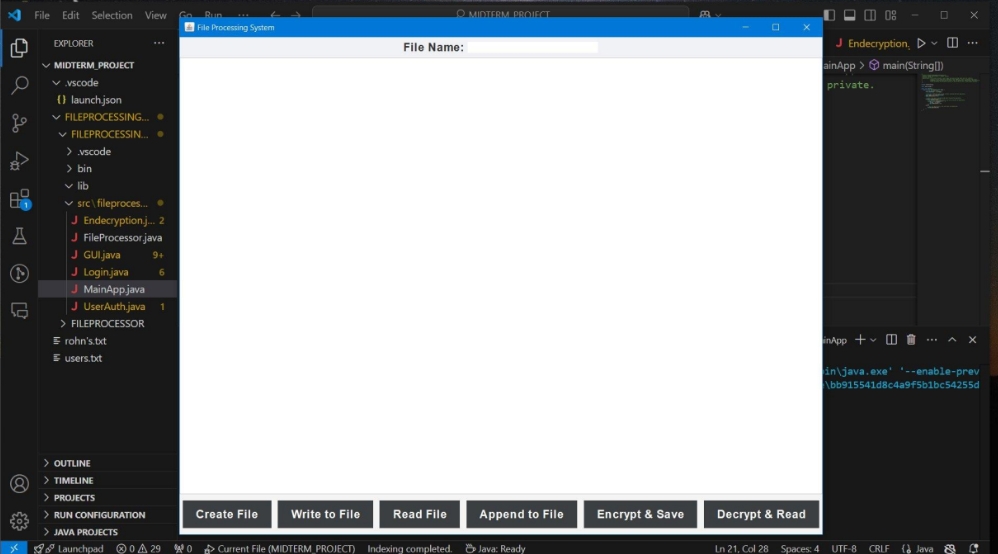 File Edit Selection View Go Run ... MIDTERM_PROJECT
File Processing System
EXPLORER
File Name:
MIDTERM_PROJECT
.vscode
{} launch.json
FILEPROCESSING...
FILEPROCESSIN...
.vscode
bin
lib
src\fileproces...
J Endecryption.j... 2
J FileProcessor.java
J GUI.java 9+
J Login.java 6
J MainApp.java
J UserAuth.java 1
FILEPROCESSOR
rohn's.txt
users.txt
J Endecryption.
ainApp > main(String[])
private.
inApp
in\java.exe' '--enable-prev
\bb915541d8c4a9f5b1bc54255d
OUTLINE
TIMELINE
PROJECTS
RUN CONFIGURATION
JAVA PROJECTS
1
Create File Write to File Read File Append to File Encrypt & Save Decrypt & Read
Launchpad 0 29 0 Current File (MIDTERM_PROJECT) Indexing completed. Java: Ready Ln 21, Col 28 Spaces: 4 UTF-8 CRLF {} Java